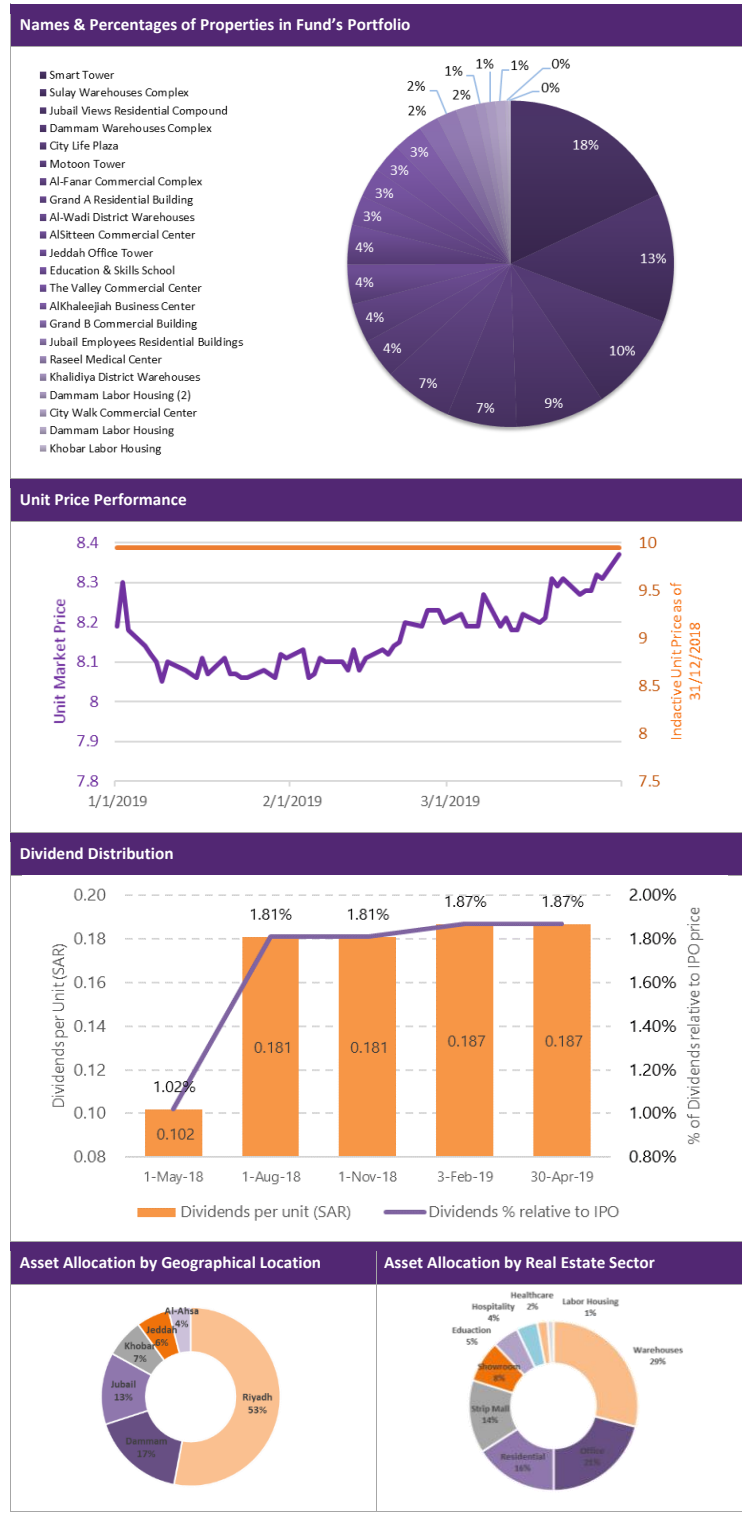 Names & Percentages of Properties in Fund's Portfolio
Smart Tower
Sulay Warehouses Complex
Jubail Views Residential Compound
Dammam Warehouses Complex
City Life Plaza
Motoon Tower
Al-Fanar Commercial Complex
Grand A Residential Building
Al-Wadi District Warehouses
AlSitteen Commercial Center
Jeddah Office Tower
Education & Skills School
The Valley Commercial Center
AlKhaleejiah Business Center
Grand B Commercial Building
Jubail Employees Residential Buildings
Raseel Medical Center
Khalidiya District Warehouses
Dammam Labor Housing (2)
City Walk Commercial Center
Dammam Labor Housing
Khobar Labor Housing
18%
13%
10%
9%
7%
7%
4%
4%
4%
4%
3%
3%
3%
3%
2%
2%
2%
1%
1%
1%
0%
0%
Unit Price Performance
Unit Market Price
8.4
8.3
8.2
8.1
8
7.9
7.8
1/1/2019
2/1/2019
3/1/2019
10
9.5
9
8.5
8
7.5
Indactive Unit Price as of
31/12/2018
Dividend Distribution
Dividends per Unit (SAR)
0.20
0.18
0.16
0.14
0.12
0.10
0.08
1.02%
1.81%
1.81%
1.87%
1.87%
0.102
0.181
0.181
0.187
0.187
1-May-18
1-Aug-18
1-Nov-18
3-Feb-19
30-Apr-19
2.00%
1.80%
1.60%
1.40%
1.20%
1.00%
0.80%
% of Dividends relative to IPO price
Dividends per unit (SAR)
Dividends % relative to IPO
Asset Allocation by Geographical Location
Al-Ahsa
4%
Jeddah
6%
Khobar
7%
Jubail
13%
Dammam
17%
Riyadh
53%
Asset Allocation by Real Estate Sector
Labor Housing
1%
Healthcare
2%
Hospitality
4%
Eduaction
5%
Showroom
8%
Strip Mall
14%
Residential
16%
Office
21%
Warehouses
29%